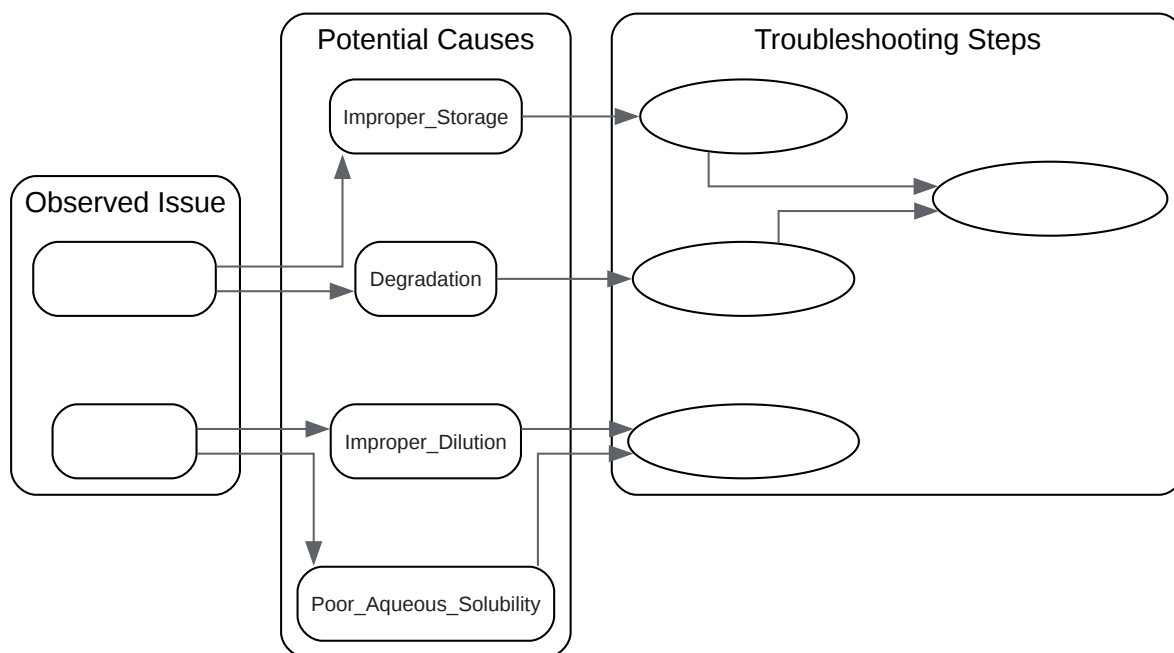 Potential Causes
Troubleshooting Steps
Improper_Storage
Observed Issue
Degradation
Improper_Dilution
Poor_Aqueous_Solubility